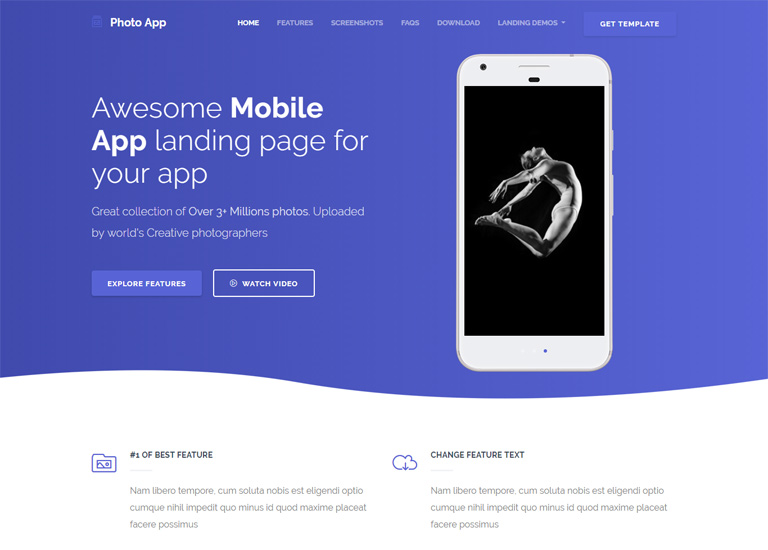 Photo App
HOME FEATURES SCREENSHOTS FAQS DOWNLOAD LANDING DEMOS
GET TEMPLATE
Awesome Mobile
App landing page for
your app
Great collection of Over 3+ Millions photos. Uploaded
by world's Creative photographers
EXPLORE FEATURES
WATCH VIDEO
#1 OF BEST FEATURE
Nam libero tempore, cum soluta nobis est eligendi optio
cumque nihil impedit quo minus id quod maxime placeat
facere possimus
CHANGE FEATURE TEXT
Nam libero tempore, cum soluta nobis est eligendi optio
cumque nihil impedit quo minus id quod maxime placeat
facere possimus